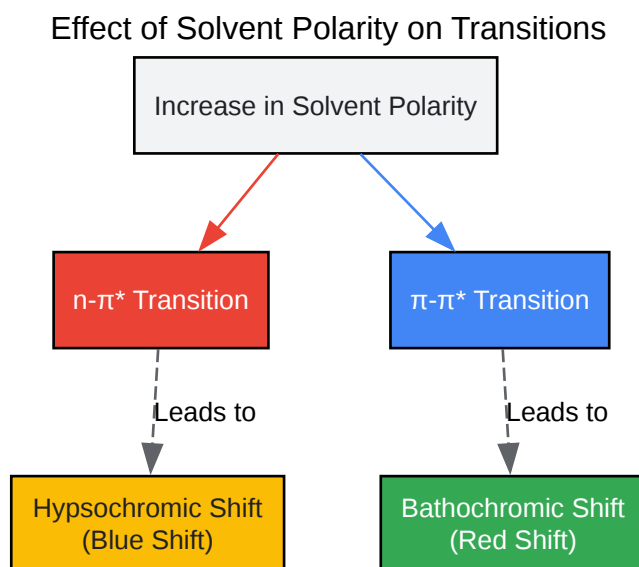 Effect of Solvent Polarity on Transitions
Increase in Solvent Polarity
n-π* Transition
π-π* Transition
Leads to
Leads to
Hypsochromic Shift
(Blue Shift)
Bathochromic Shift
(Red Shift)